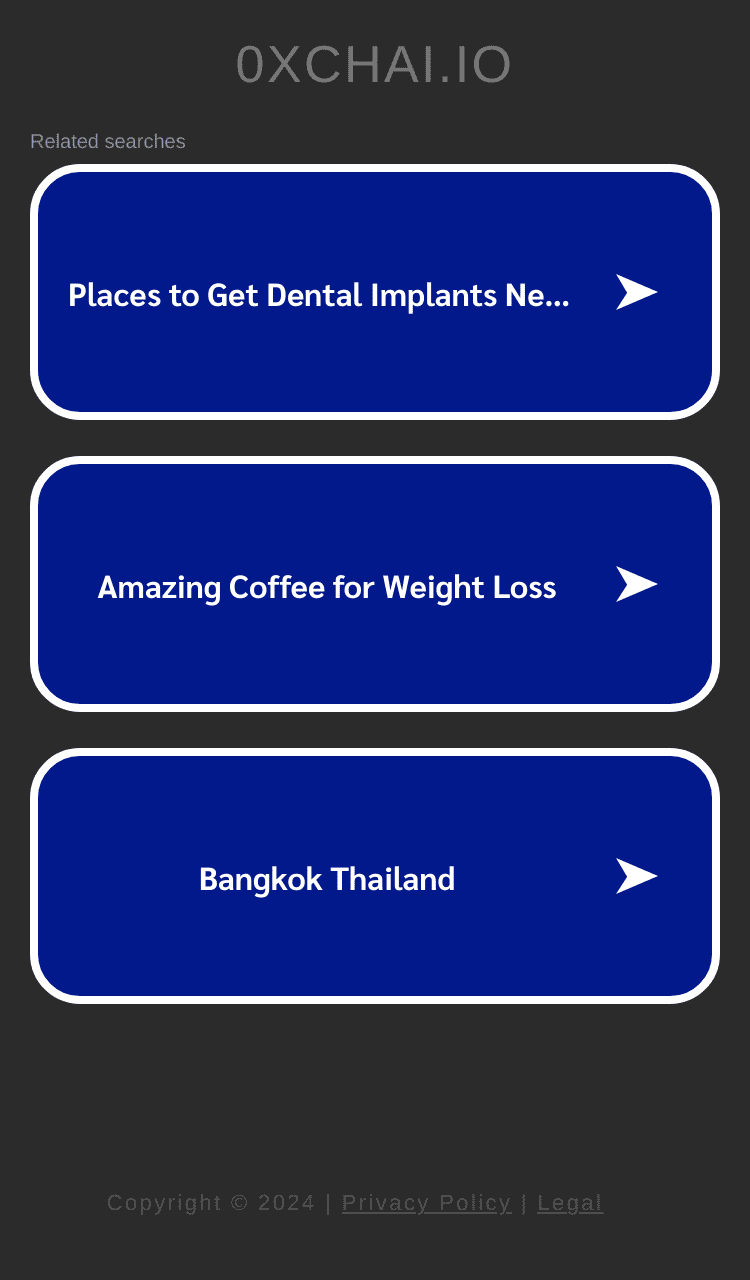 0XCHAI.IO
Related searches
Places to Get Dental Implants Ne...
Amazing Coffee for Weight Loss
Bangkok Thailand
Copyright © 2024 | Privacy Policy | Legal